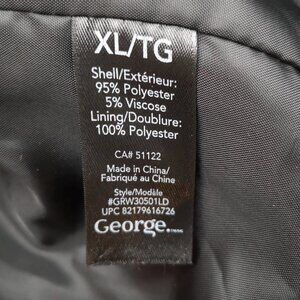 XL/TG
Shell/Extérieur:
95% Polyester
5% Viscose
Lining/Doublure:
100% Polyester
CA# 51122
Made in China/
Fabriqué au Chine
Style/Modèle
#GRW30501LD
UPC 82179616726
George.